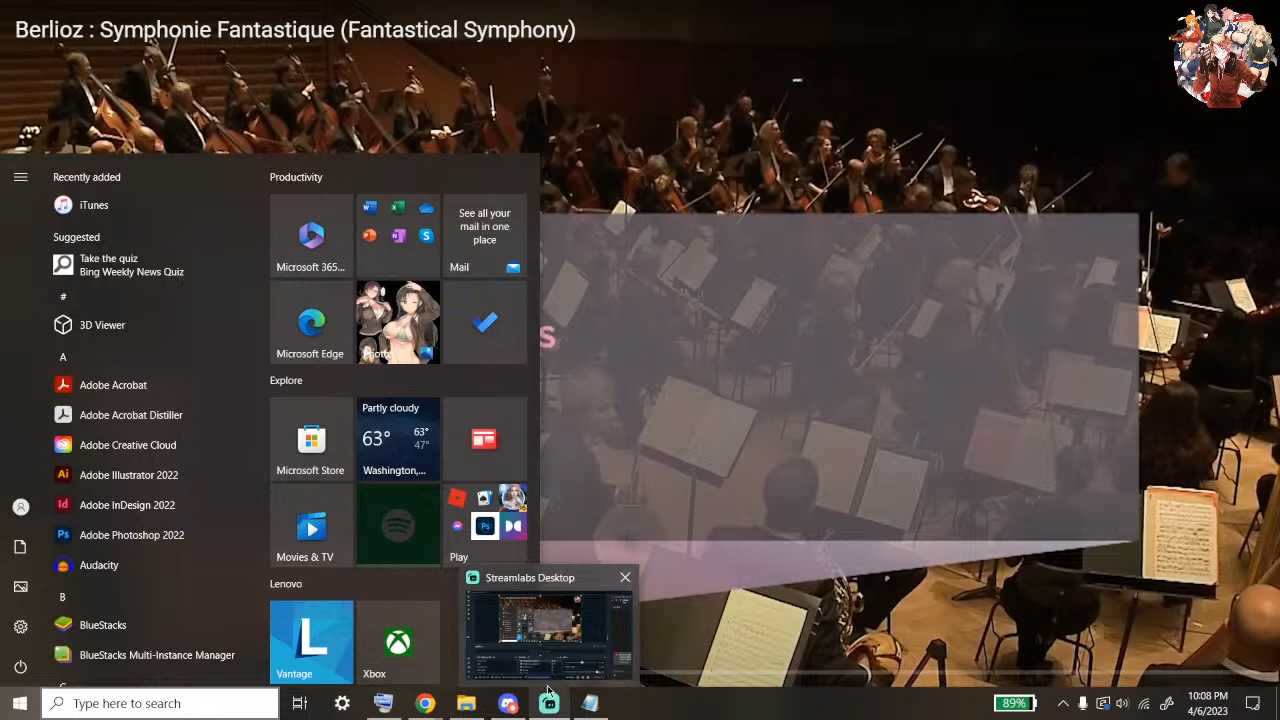 Berlioz : Symphonie Fantastique (Fantastical Symphony)
Recently added
iTunes
Suggested
Take the quiz
Bing Weekly News Quiz
#
3D Viewer
A
Adobe Acrobat
Adobe Acrobat Distiller
Adobe Creative Cloud
Adobe Illustrator 2022
Adobe InDesign 2022
Adobe Photoshop 2022
Audacity
B
BlueStacks
BlueStacks Multi-Instance Manager
Productivity
Microsoft 365...
See all your
mail in one
place
Mail
Microsoft Edge
Photos
Explore
Microsoft Store
Partly cloudy
63°
63°
47°
Washington,...
Movies & TV
Play
Lenovo
Vantage
Xbox
s
Streamlabs Desktop
Type here to search
89%
10:08 PM
4/6/2023